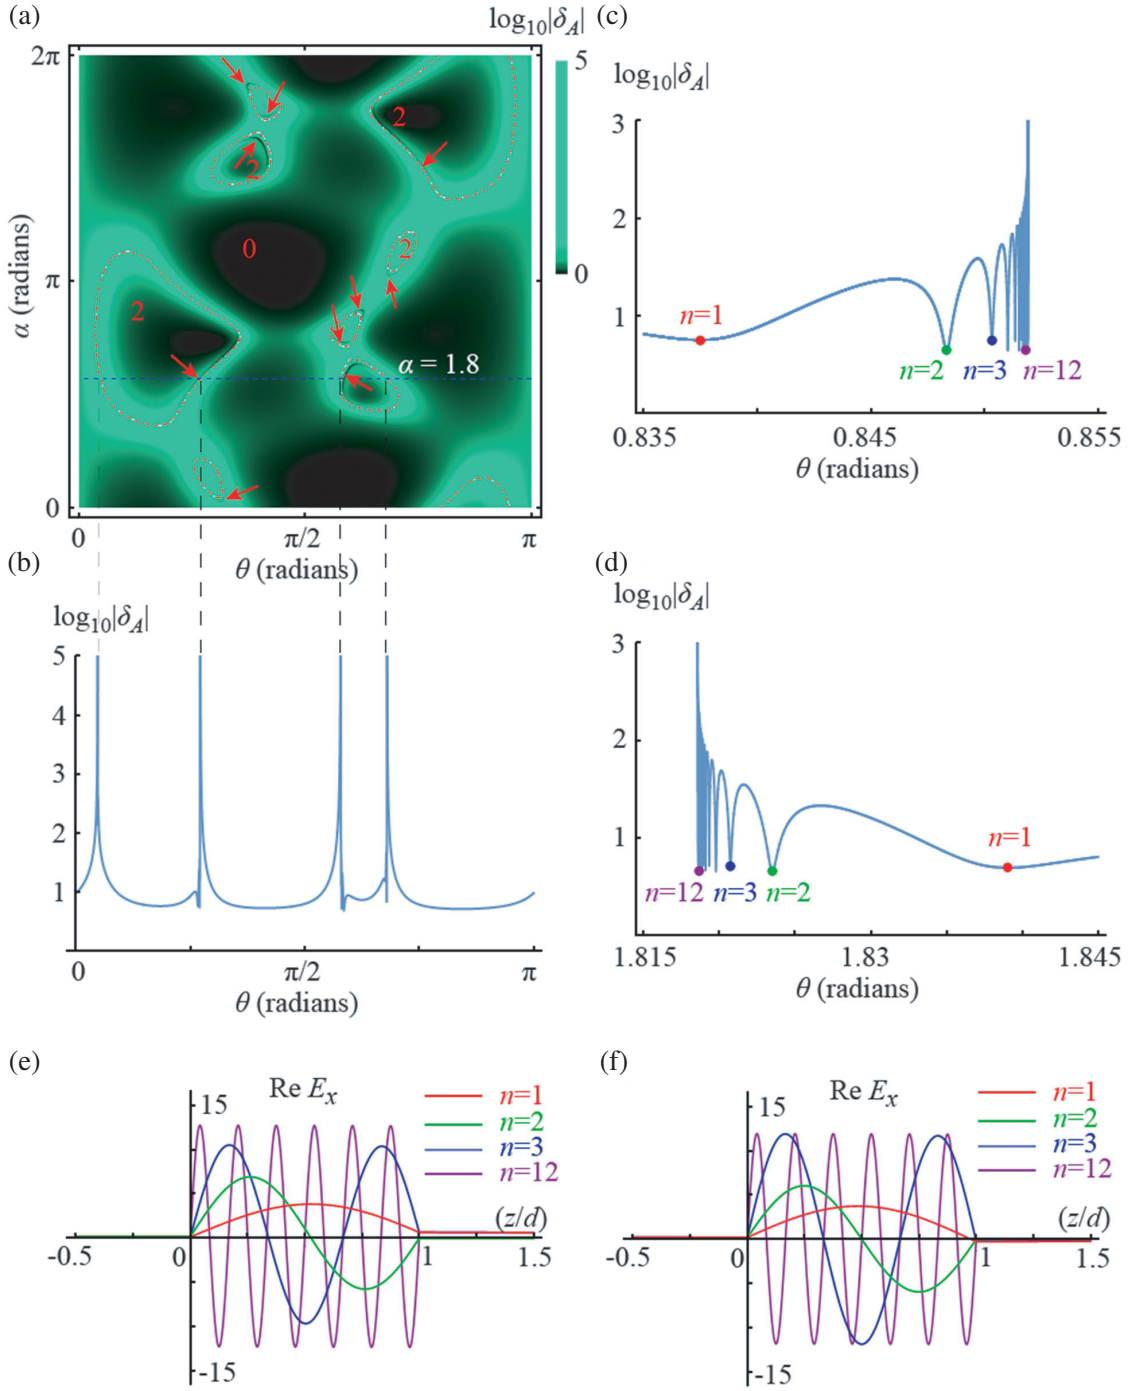 (a)
log10|δA|
2π
5
2
2
2
0
2
π
2
α = 1.8
0
0
α (radians)
0
π/2
π
θ (radians)
(b)
log10|δA|
5
4
3
2
1
0
π/2
π
θ (radians)
(c)
log10|δA|
3
2
1
n=1
n=2
n=3
n=12
0.835
0.845
0.855
θ (radians)
(d)
log10|δA|
3
2
1
n=1
n=12
n=3
n=2
1.815
1.83
1.845
θ (radians)
(e)
Re Ex
15
n=1
n=2
n=3
n=12
(z/d)
-0.5
0
1
1.5
-15
(f)
Re Ex
15
n=1
n=2
n=3
n=12
(z/d)
-0.5
0
1
1.5
-15